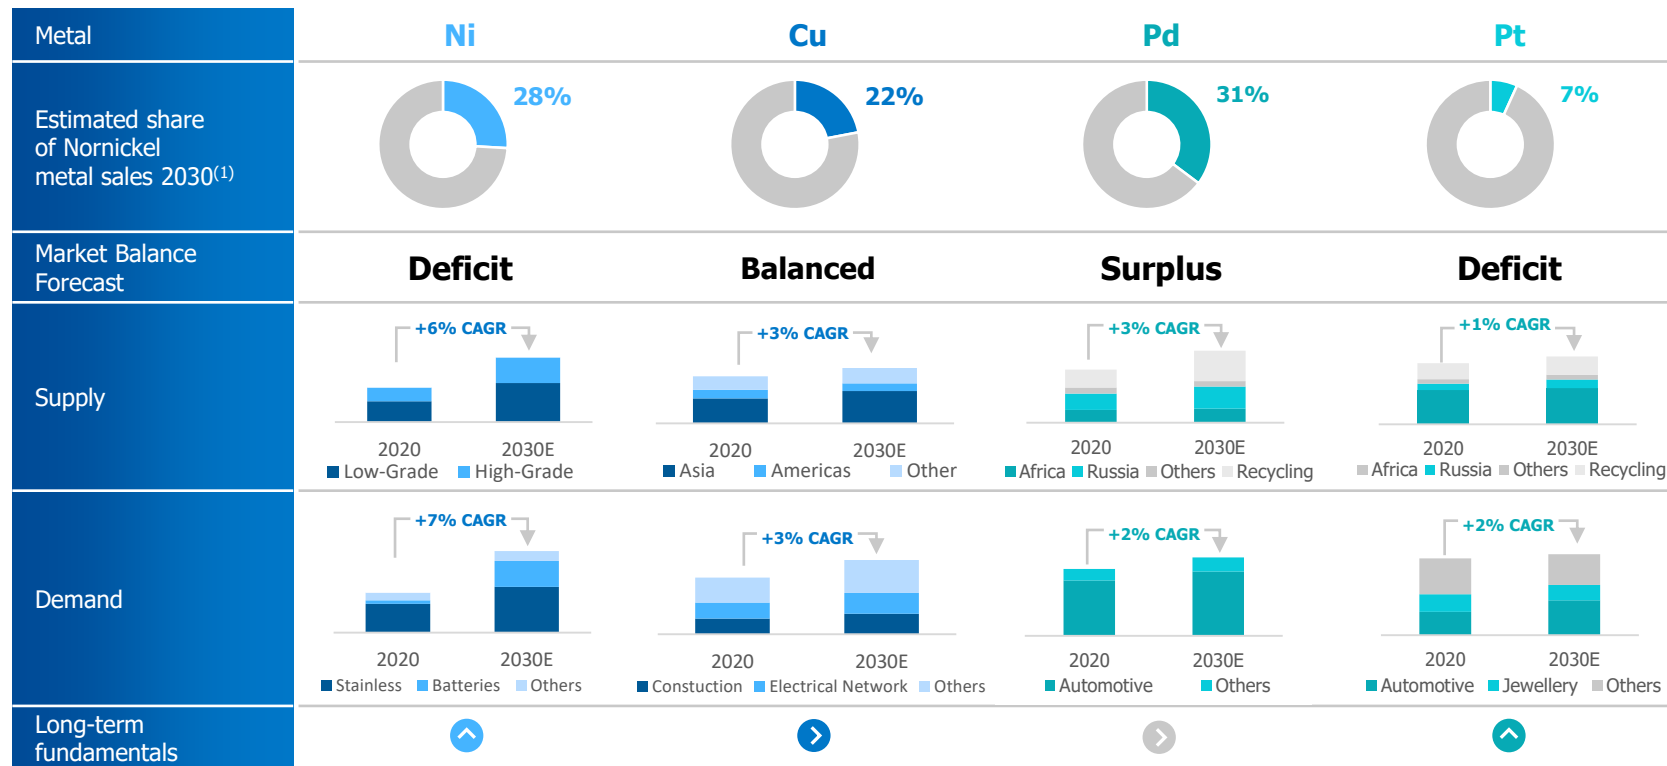 Metal
Ni
Cu
Pd
Pt
Estimated share
of Nornickel
metal sales 2030(1)
28%
22%
31%
7%
Market Balance
Forecast
Deficit
Balanced
Surplus
Deficit
Supply
+6% CAGR
2020 2030E
Low-Grade High-Grade
+3% CAGR
2020 2030E
Asia Americas Other
+3% CAGR
2020 2030E
Africa Russia Others Recycling
+1% CAGR
2020 2030E
Africa Russia Others Recycling
Demand
+7% CAGR
2020 2030E
Stainless Batteries Others
+3% CAGR
2020 2030E
Constuction Electrical Network Others
+2% CAGR
2020 2030E
Automotive Others
+2% CAGR
2020 2030E
Automotive Jewellery Others
Long-term
fundamentals